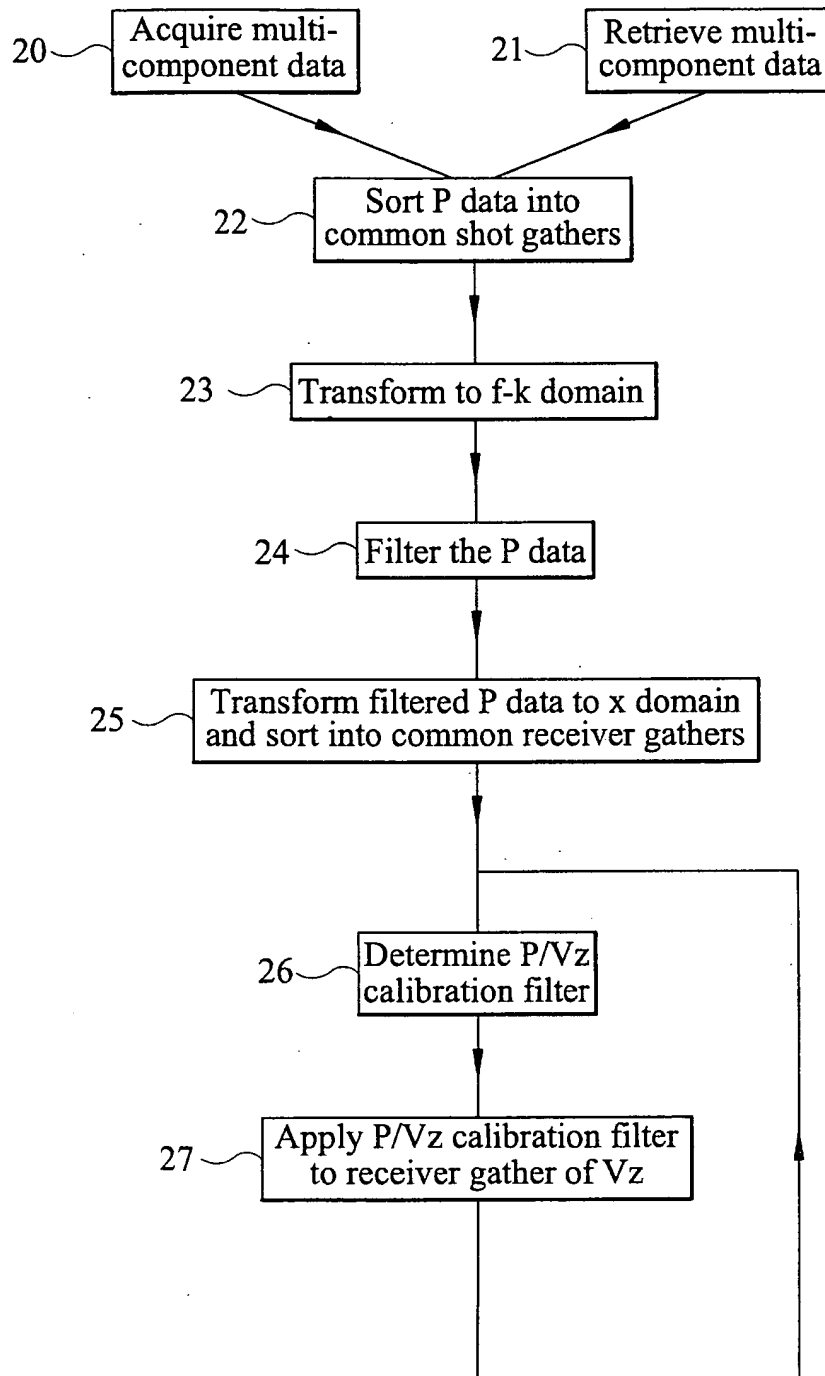 20
Acquire multi-
component data
21
Retrieve multi-
component data
22
Sort P data into
common shot gathers
23
Transform to f-k domain
24
Filter the P data
25
Transform filtered P data to x domain
and sort into common receiver gathers
26
Determine P/Vz
calibration filter
27
Apply P/Vz calibration filter
to receiver gather of Vz